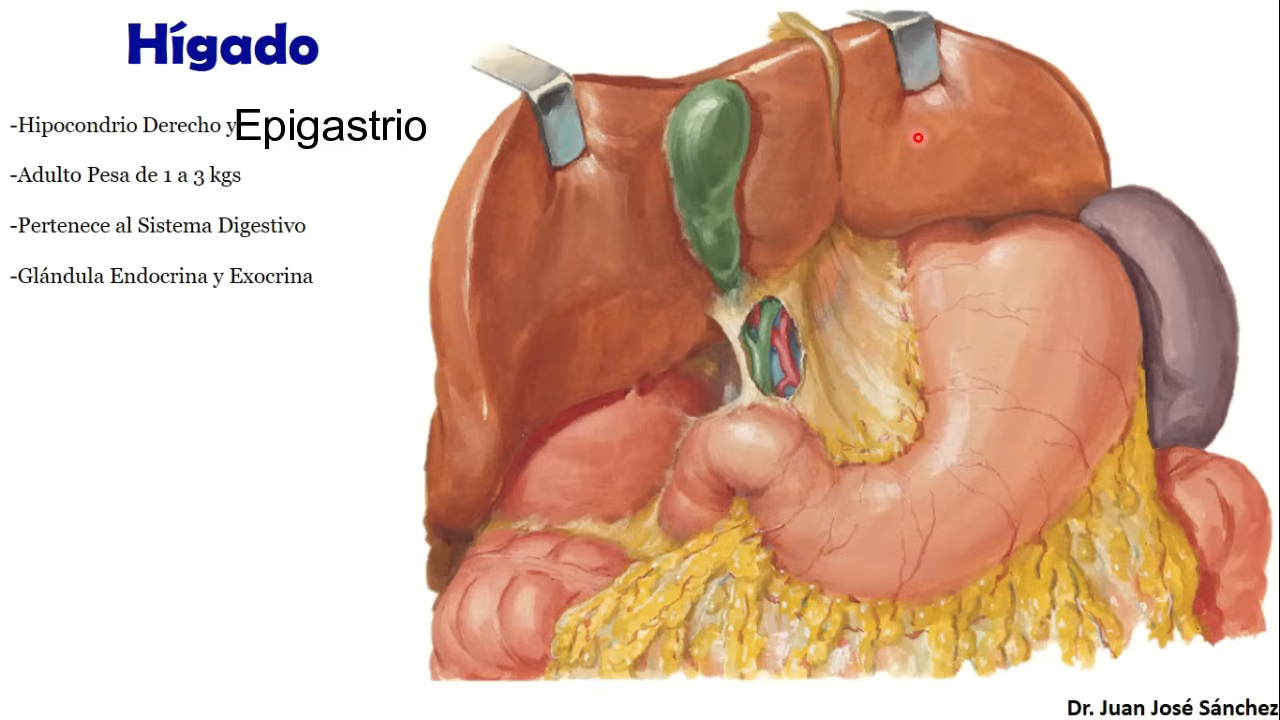 Hígado
-Hipocondrio Derecho y Epigastrio
-Adulto Pesa de 1 a 3 kgs
-Pertenece al Sistema Digestivo
-Glándula Endocrina y Exocrina
Dr. Juan José Sánchez